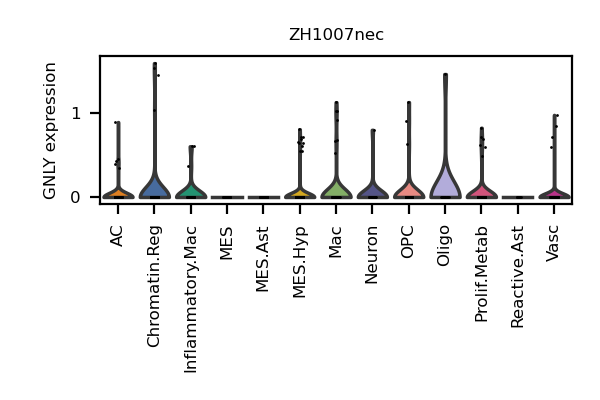 ZH1007nec
GNLY expression
1
0
AC
Chromatin.Reg
Inflammatory.Mac
MES
MES.Ast
MES.Hyp
Mac
Neuron
OPC
Oligo
Prolif.Metab
Reactive.Ast
Vasc